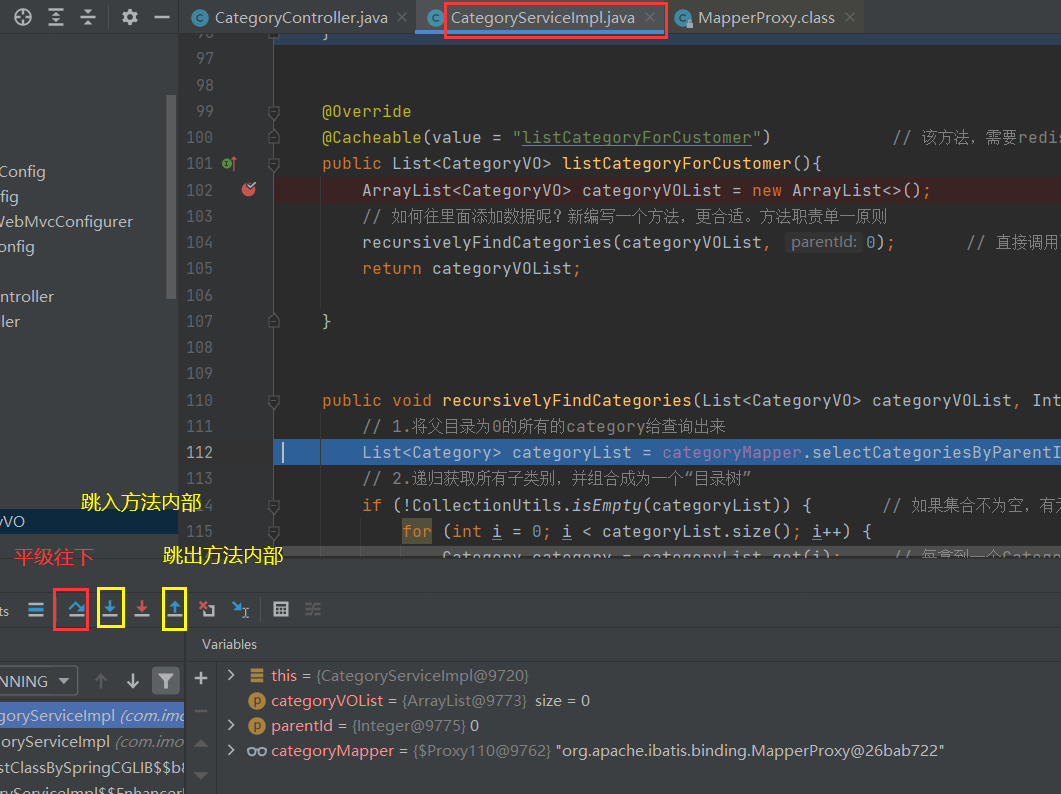 CategoryController.java
CategoryServiceImpl.java
MapperProxy.class
97
98
99 @Override
100 @Cacheable(value = "listCategoryForCustomer") // 该方法，需要redis
101 public List<CategoryVO> listCategoryForCustomer(){
102 ArrayList<CategoryVO> categoryVOList = new ArrayList<>();
103 // 如何往里面添加数据呢？新编写一个方法，更合适。方法职责单一原则
104 recursivelyFindCategories(categoryVOList, parentId: 0); // 直接调用
105 return categoryVOList;
106
107 }
108
109
110 public void recursivelyFindCategories(List<CategoryVO> categoryVOList, Int
111 // 1.将父目录为0的所有的category给查询出来
112 List<Category> categoryList = categoryMapper.selectCategoriesByParentI
113 // 2.递归获取所有子类别，并组合成为一个“目录树”
if (!CollectionUtils.isEmpty(categoryList)) { // 如果集合不为空，有
115 for (int i = 0; i < categoryList.size(); i++) {
Category category = categoryList.get(i); // 每拿到一个Categor
Config
fig
WebMvcConfigurer
onfig
ntroller
ler
yVO
跳入方法内部
平级往下
跳出方法内部
ts
Variables
NNING
goryServiceImpl (com.imo
oryServiceImpl (com.imo
stClassBySpringCGLIB$$b8
ryServiceImpl$$Enhancer
this = {CategoryServiceImpl@9720}
categoryVOList = {ArrayList@9773} size = 0
parentId = {Integer@9775} 0
categoryMapper = {$Proxy110@9762} "org.apache.ibatis.binding.MapperProxy@26bab722"